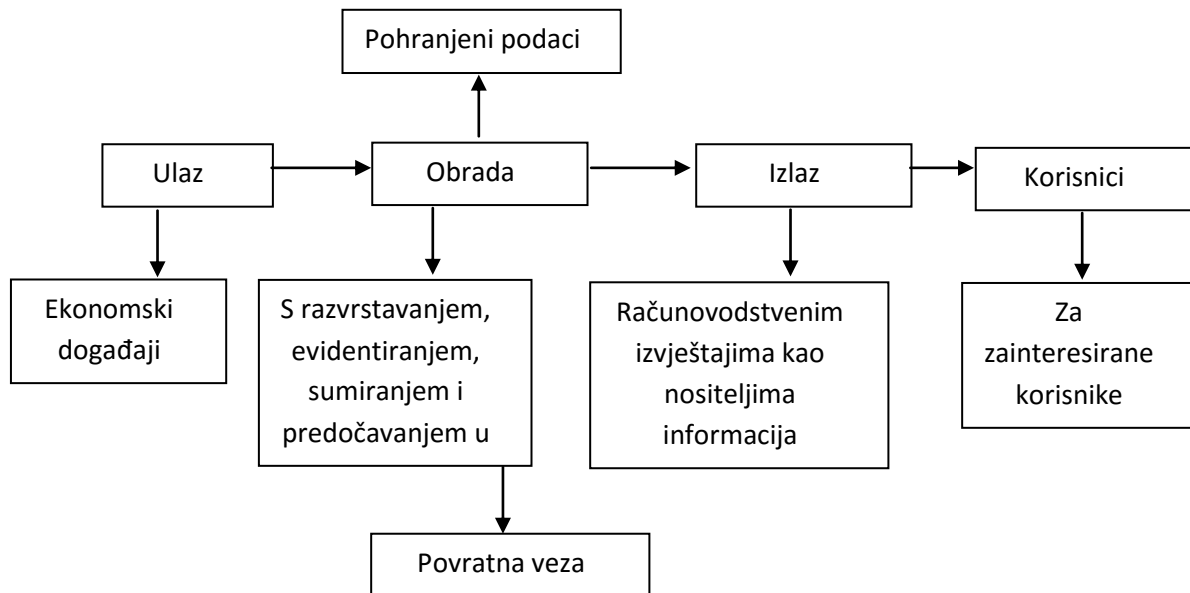 Pohranjeni podaci
Ulaz
Obrada
Izlaz
Korisnici
Ekonomski
događaji
S razvrstavanjem,
evidentiranjem,
sumiranjem i
predočavanjem u
Računovodstvenim
izvještajima kao
nositeljima
informacija
Za
zainteresirane
korisnike
Povratna veza